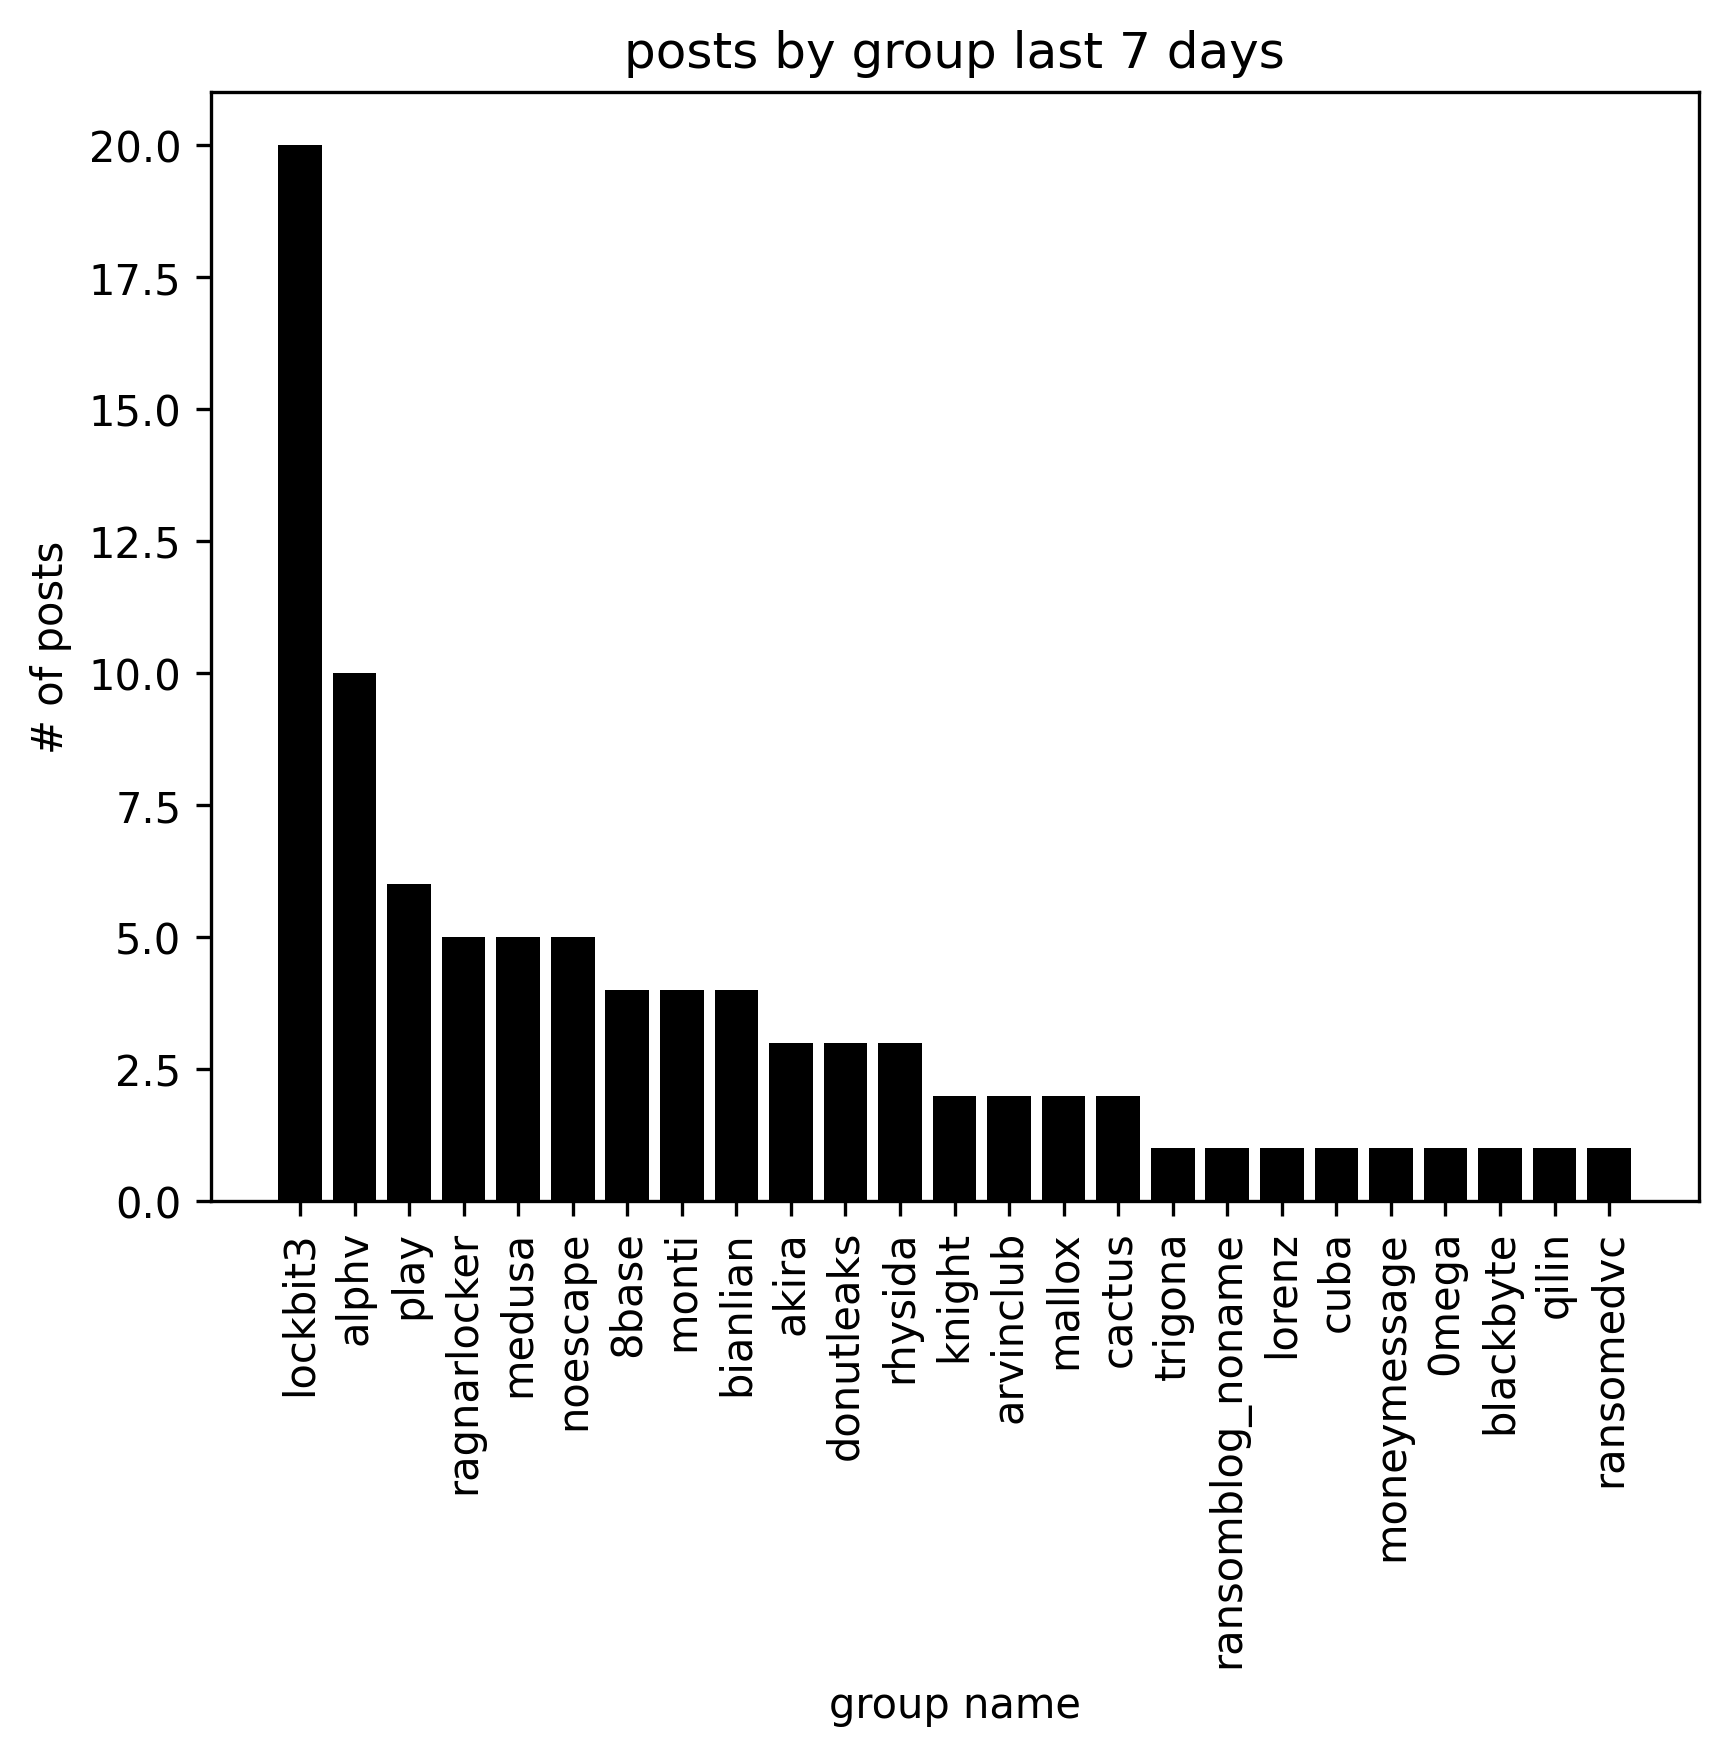 posts by group last 7 days
20.0
17.5
15.0
12.5
10.0
7.5
5.0
2.5
0.0
# of posts
lockbit3
alphv
play
ragnarlocker
medusa
noescape
8base
monti
bianlian
akira
donutleaks
rhysida
knight
arvinclub
mallox
cactus
trigona
ransomblog_noname
lorenz
cuba
moneymessage
0mega
blackbyte
qilin
ransomedvc
group name